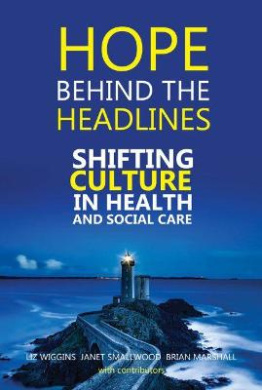 HOPE
BEHIND THE
HEADLINES
SHIFTING
CULTURE
IN HEALTH
AND SOCIAL CARE
LIZ WIGGINS JANET SMALLWOOD BRIAN MARSHALL
with contributors